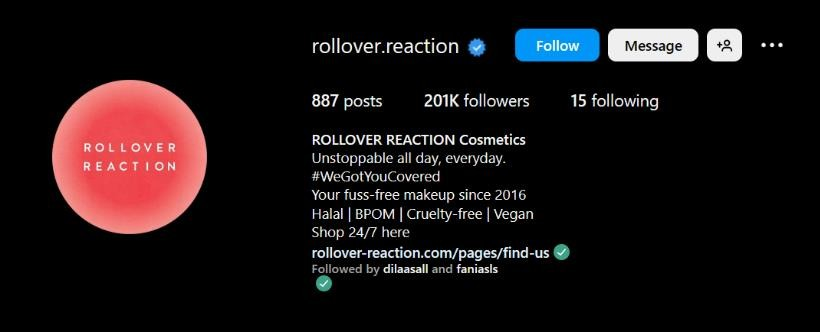 rollover.reaction
Follow
Message
887 posts
201K followers
15 following
ROLLOVER
REACTION
ROLLOVER REACTION Cosmetics
Unstoppable all day, everyday.
#WeGotYouCovered
Your fuss-free makeup since 2016
Halal | BPOM | Cruelty-free | Vegan
Shop 24/7 here
rollover-reaction.com/pages/find-us
Followed by dilaasall and faniasls